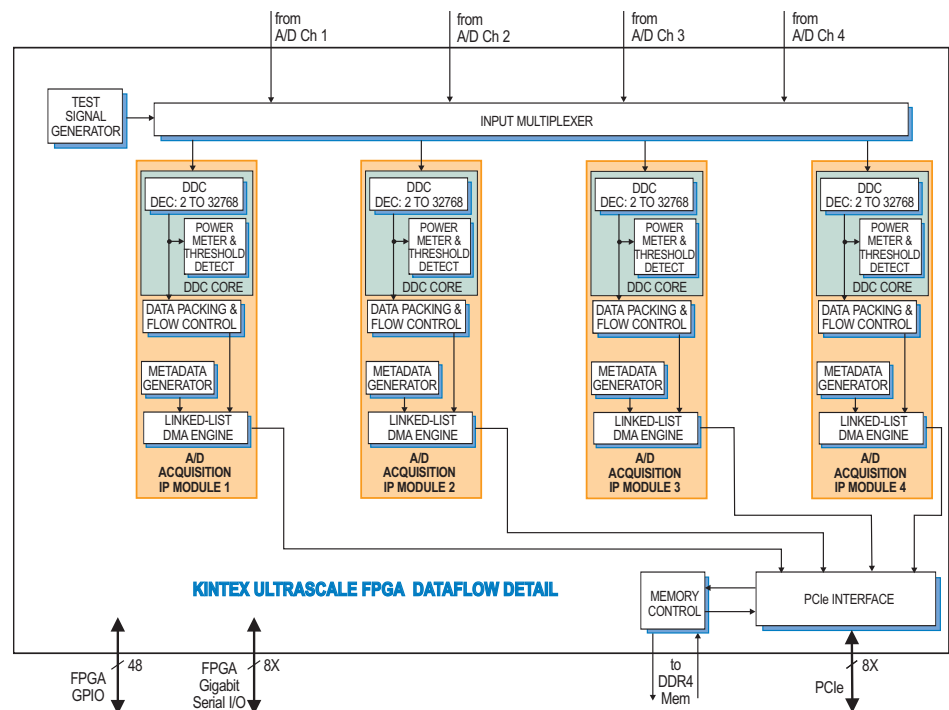 from
A/D Ch 1
from
A/D Ch 2
from
A/D Ch 3
from
A/D Ch 4
TEST
SIGNAL
GENERATOR
INPUT MULTIPLEXER
DDC
DEC: 2 TO 32768
POWER
METER &
THRESHOLD
DETECT
DDC CORE
DATA PACKING &
FLOW CONTROL
METADATA
GENERATOR
LINKED-LIST
DMA ENGINE
A/D
ACQUISITION
IP MODULE 1
DDC
DEC: 2 TO 32768
POWER
METER &
THRESHOLD
DETECT
DDC CORE
DATA PACKING &
FLOW CONTROL
METADATA
GENERATOR
LINKED-LIST
DMA ENGINE
A/D
ACQUISITION
IP MODULE 2
DDC
DEC: 2 TO 32768
POWER
METER &
THRESHOLD
DETECT
DDC CORE
DATA PACKING &
FLOW CONTROL
METADATA
GENERATOR
LINKED-LIST
DMA ENGINE
A/D
ACQUISITION
IP MODULE 3
DDC
DEC: 2 TO 32768
POWER
METER &
THRESHOLD
DETECT
DDC CORE
DATA PACKING &
FLOW CONTROL
METADATA
GENERATOR
LINKED-LIST
DMA ENGINE
A/D
ACQUISITION
IP MODULE 4
KINTEX ULTRASCALE FPGA DATAFLOW DETAIL
MEMORY
CONTROL
PCIe INTERFACE
48
FPGA
GPIO
8X
FPGA
Gigabit
Serial I/O
to
DDR4
Mem
8X
PCIe